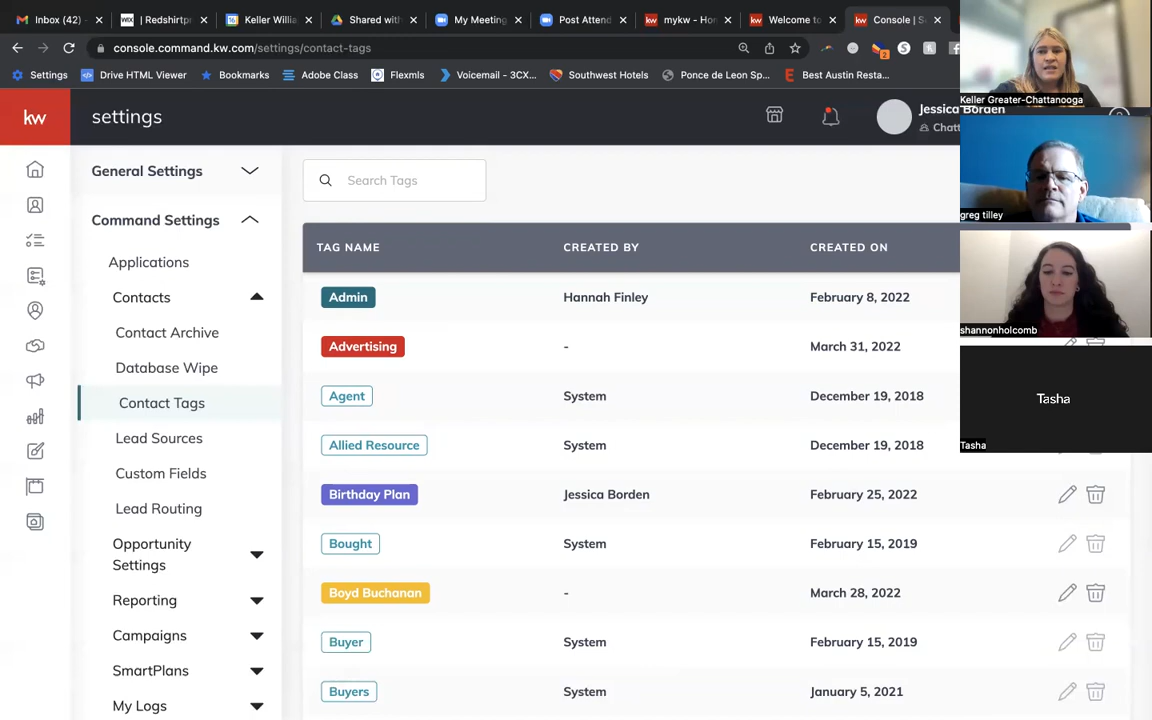 Inbox (42)
WIX
| Redshirtpr
Keller Willia
Shared with
My Meeting
Post Attend
kw
mykw - Hon
kw
Welcome to
kw
Console | S
console.command.kw.com/settings/contact-tags
Settings
Drive HTML Viewer
Bookmarks
Adobe Class
Flexmls
Voicemail - 3CX...
Southwest Hotels
Ponce de Leon Sp...
Best Austin Resta...
kw
settings
Jessica Borden
Chatt
Keller Greater-Chattanooga
greg tilley
shannonholcomb
Tasha
Tasha
General Settings
Command Settings
Applications
Contacts
Contact Archive
Database Wipe
Contact Tags
Lead Sources
Custom Fields
Lead Routing
Opportunity
Settings
Reporting
Campaigns
SmartPlans
My Logs
Search Tags
TAG NAME CREATED BY CREATED ON
Admin Hannah Finley February 8, 2022
Advertising - March 31, 2022
Agent System December 19, 2018
Allied Resource System December 19, 2018
Birthday Plan Jessica Borden February 25, 2022
Bought System February 15, 2019
Boyd Buchanan - March 28, 2022
Buyer System February 15, 2019
Buyers System January 5, 2021